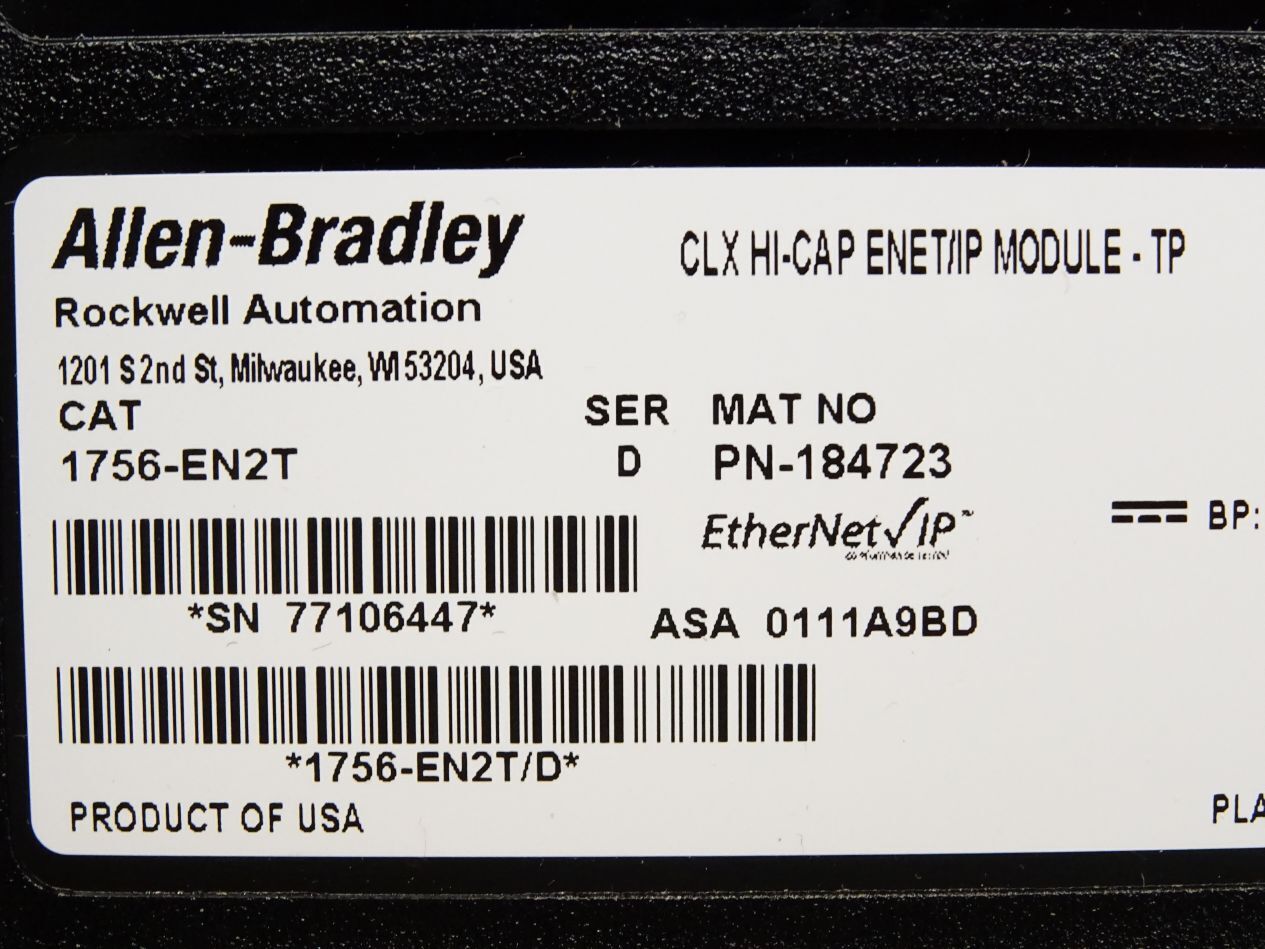 Allen-Bradley
CLX HI-CAP ENET/IP MODULE - TP
Rockwell Automation
1201 S 2nd St, Milwaukee, WI 53204, USA
CAT SER MAT NO
1756-EN2T D PN-184723
EtherNet/IP™
BP:
*SN 77106447*
ASA 0111A9BD
*1756-EN2T/D*
PRODUCT OF USA
PLA